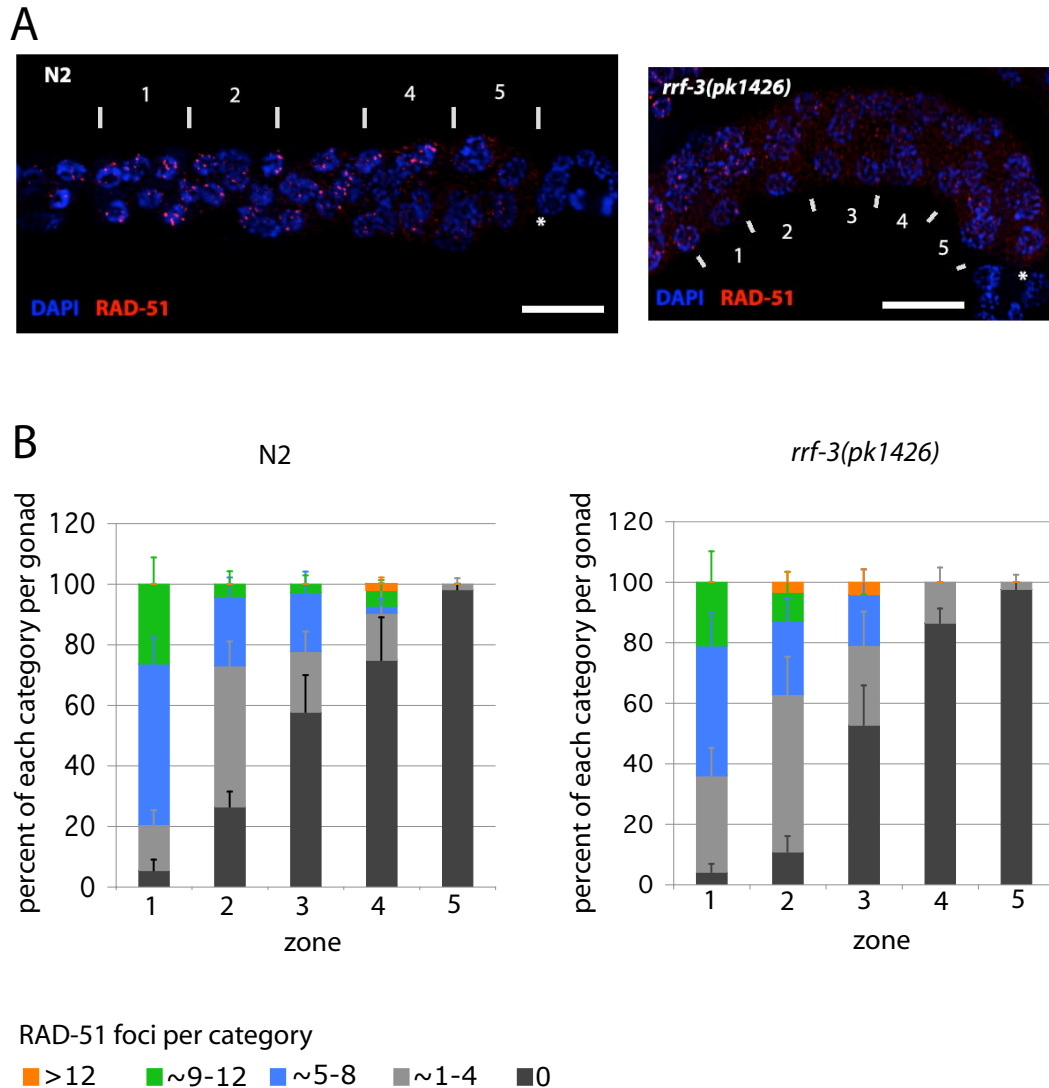 A
N2
1 2 4 5
*
DAPI RAD-51
rrf-3(pk1426)
1 2 3 4 5
*
DAPI RAD-51
B
N2
percent of each category per gonad
120
100
80
60
40
20
0
1 2 3 4 5
zone
rrf-3(pk1426)
percent of each category per gonad
120
100
80
60
40
20
0
1 2 3 4 5
zone
RAD-51 foci per category
>12 ~9-12 ~5-8 ~1-4 0